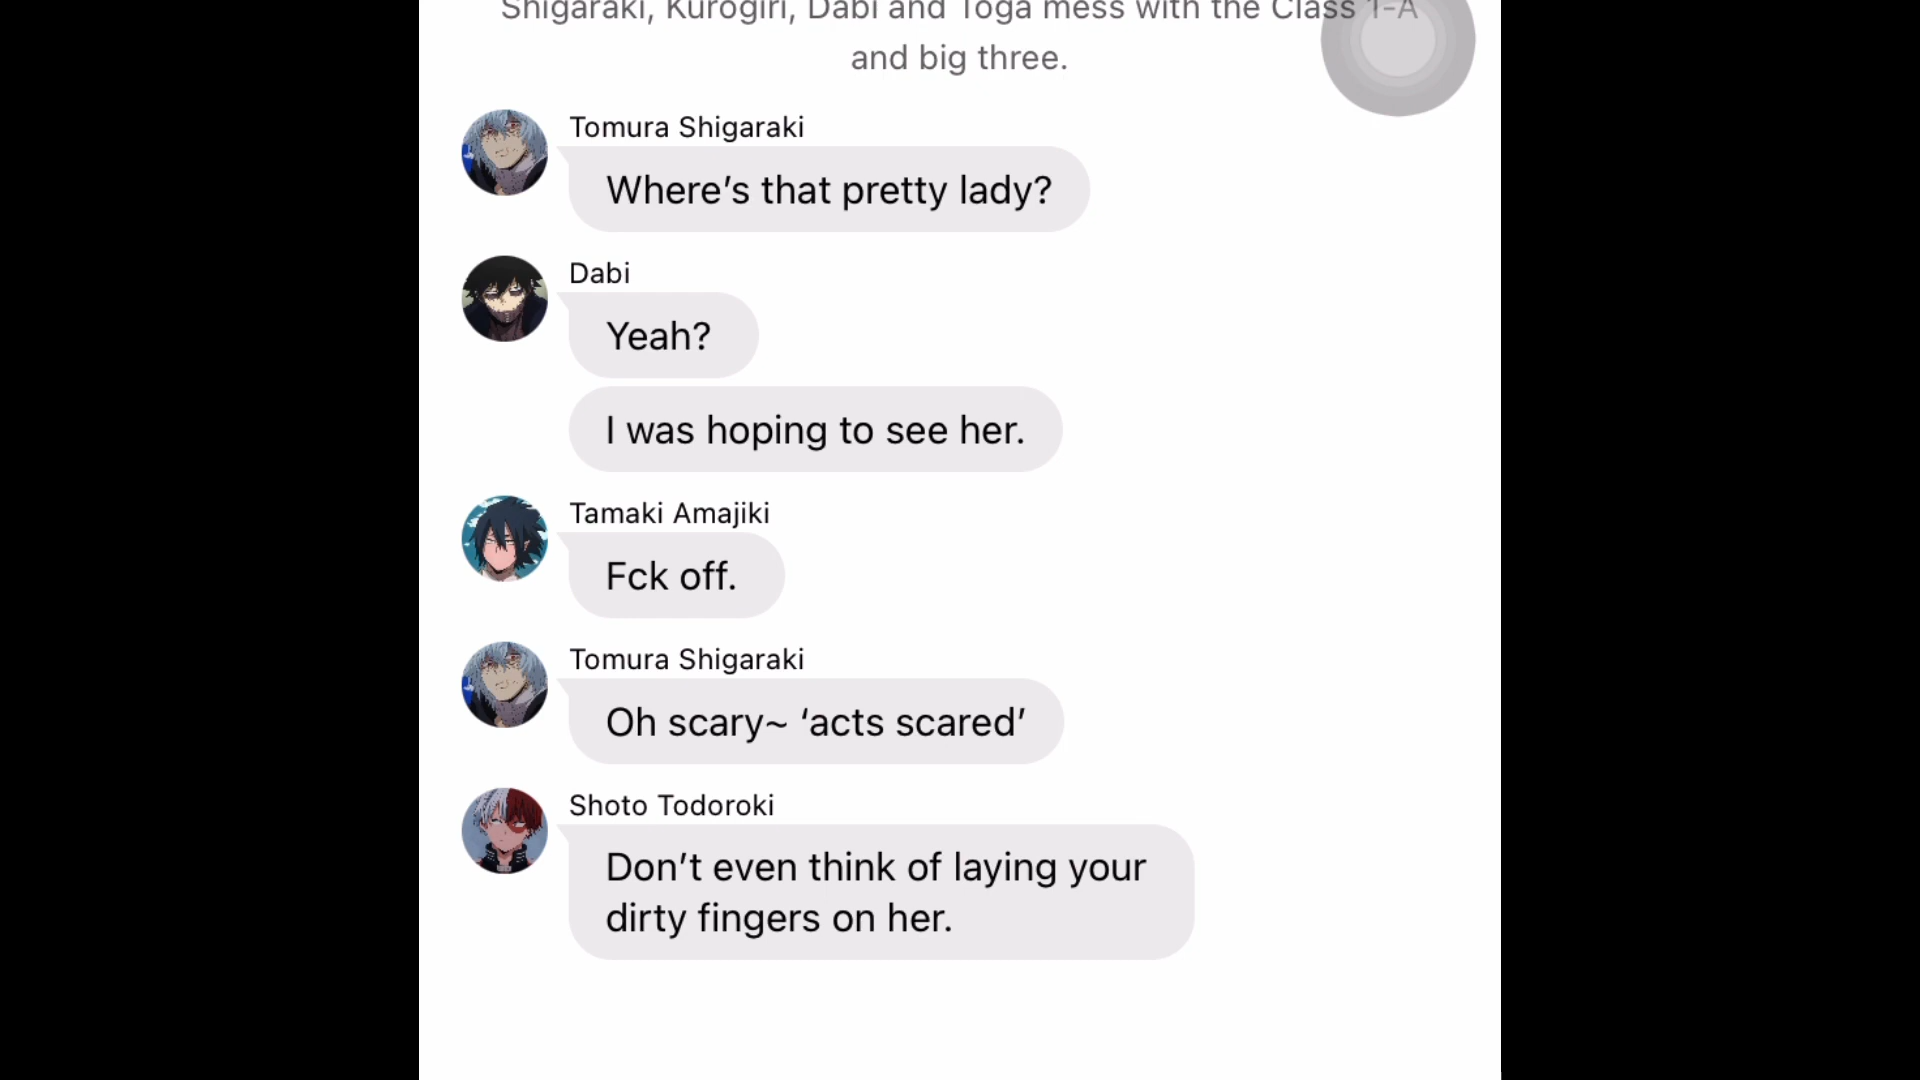 Shigaraki, Kurogiri, Dabi and Toga mess with the Class 1-A
and big three.
Tomura Shigaraki
Where’s that pretty lady?
Dabi
Yeah?
I was hoping to see her.
Tamaki Amajiki
Fck off.
Tomura Shigaraki
Oh scary~ ‘acts scared’
Shoto Todoroki
Don’t even think of laying your
dirty fingers on her.